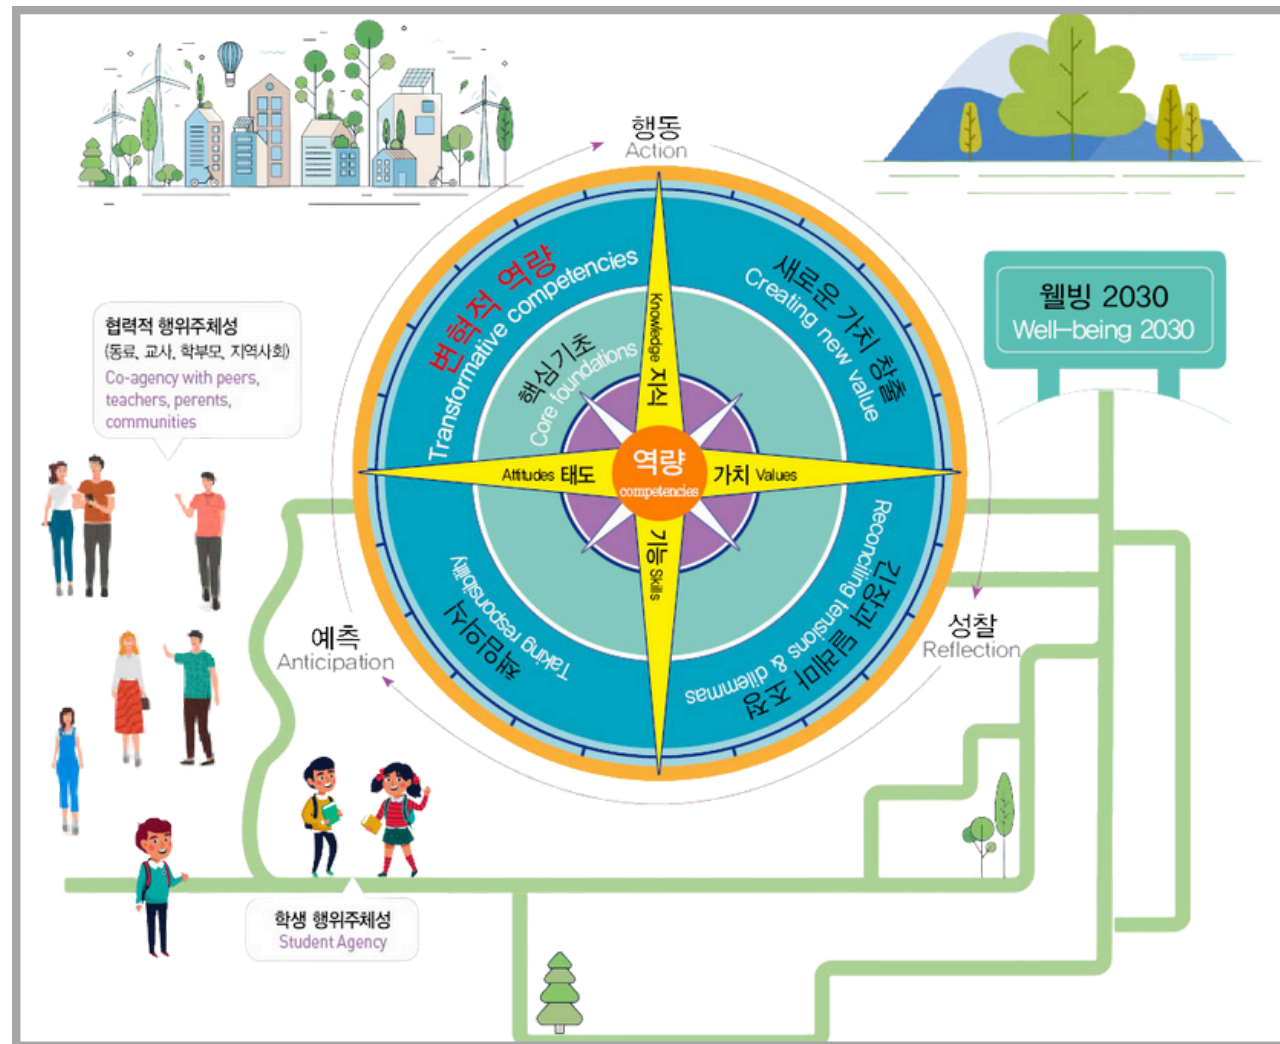 행동
Action
변혁적 역량
Transformative competencies
새로운 가치 창출
Creating new value
핵심기초
Core foundations
Knowledge 지식
Attitudes 태도
역량
competencies
가치 Values
기능 Skills
책임의식
Taking responsibility
긴장과 딜레마 조정
Reconciling tensions & dilemmas
예측
Anticipation
성찰
Reflection
웰빙 2030
Well-being 2030
협력적 행위주체성
(동료, 교사, 학부모, 지역사회)
Co-agency with peers,
teachers, perents,
communities
학생 행위주체성
Student Agency